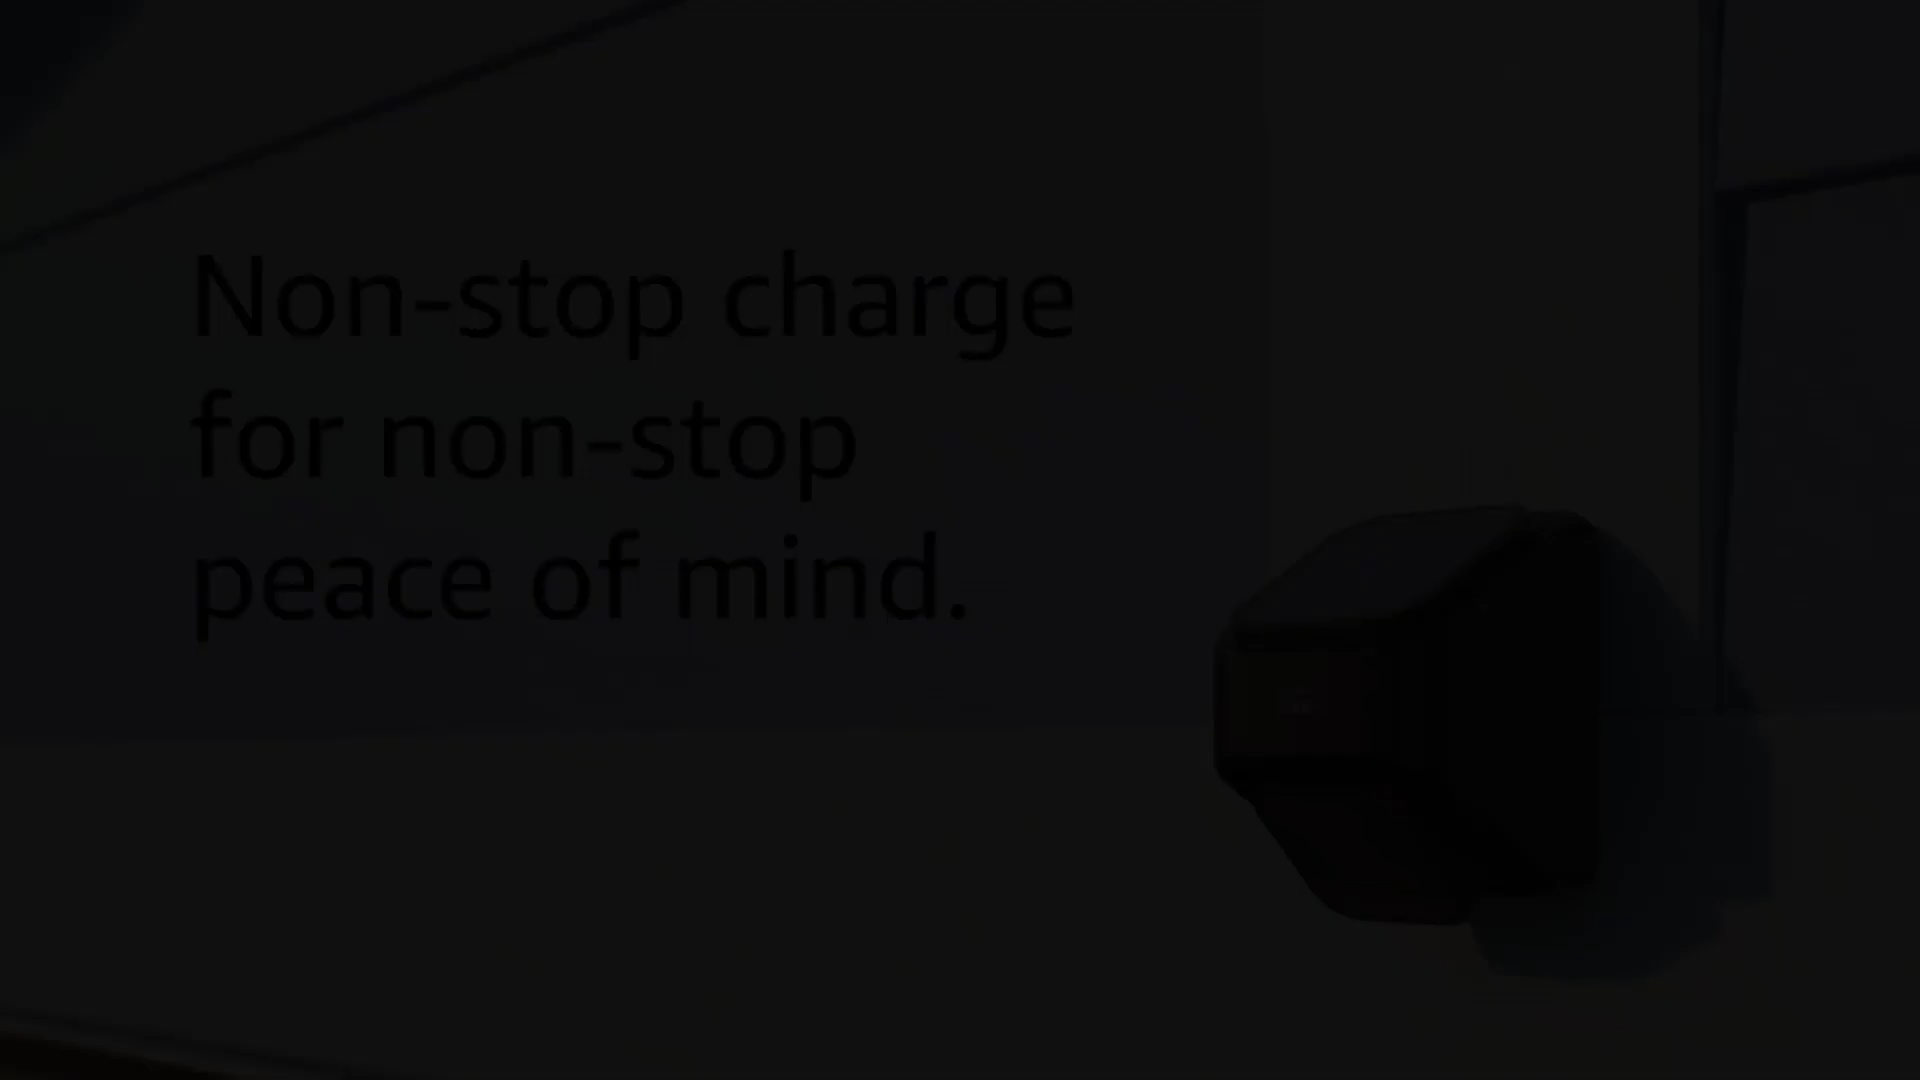 Non-stop charge
for non-stop
peace of mind.